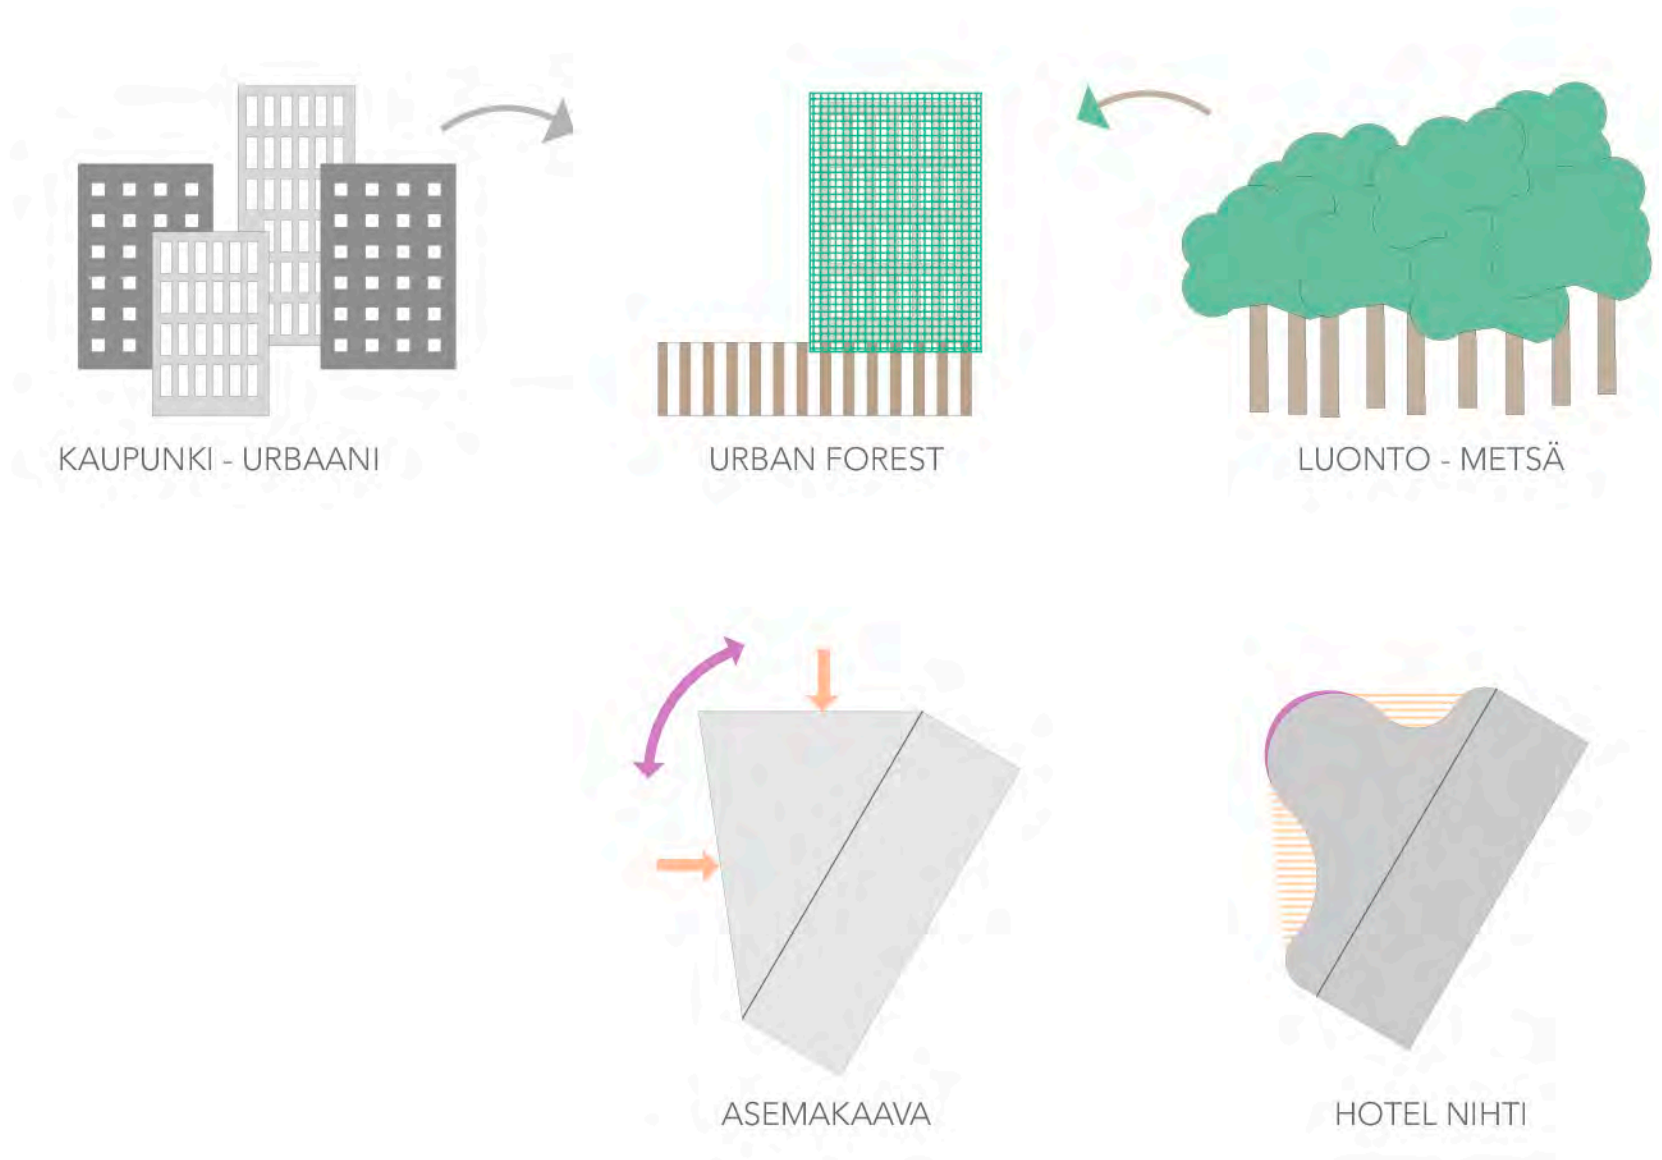 KAUPUNKI - URBAANI
URBAN FOREST
LUONTO - METSÄ
ASEMAKAAVA
HOTEL NIHTI